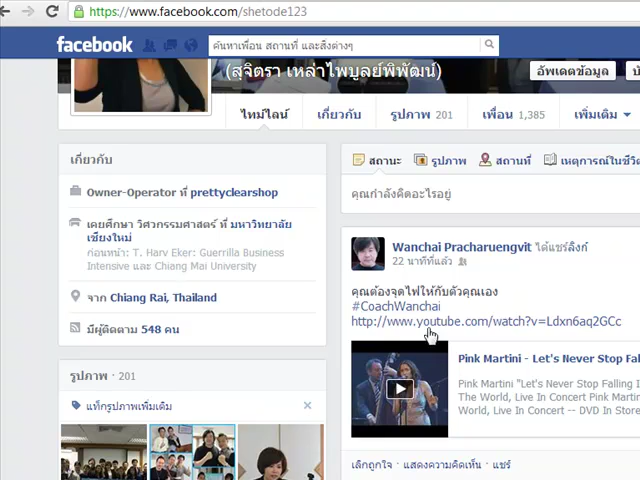 https://www.facebook.com/shetode123
facebook
ค้นหาเพื่อน สถานที่ และสิ่งต่างๆ
(สุจิตรา เหล่าไพบูลย์พิพัฒน์)
อัพเดตข้อมูล
ไทม์ไลน์ เกี่ยวกับ รูปภาพ 201 เพื่อน 1,385 เพิ่มเติม
เกี่ยวกับ
Owner-Operator ที่ prettyclearshop
เคยศึกษา วิศวกรรมศาสตร์ ที่ มหาวิทยาลัย
เชียงใหม่
ก่อนหน้า: T. Harv Eker: Guerrilla Business
Intensive และ Chiang Mai University
จาก Chiang Rai, Thailand
มีผู้ติดตาม 548 คน
รูปภาพ · 201
แท็กรูปภาพเพิ่มเติม
สถานะ รูปภาพ สถานที่ เหตุการณ์ในชีวิต
คุณกำลังคิดอะไรอยู่
Wanchai Pracharuengvit ได้แชร์ลิงก์
22 นาทีที่แล้ว
คุณต้องจุดไฟให้กับตัวคุณเอง
#CoachWanchai
http://www.youtube.com/watch?v=Ldxn6aq2GCc
Pink Martini - Let's Never Stop Fal
Pink Martini "Let's Never Stop Falling I
The World, Live In Concert Pink Martin
World, Live In Concert -- DVD In Store
เลิกถูกใจ · แสดงความคิดเห็น · แชร์